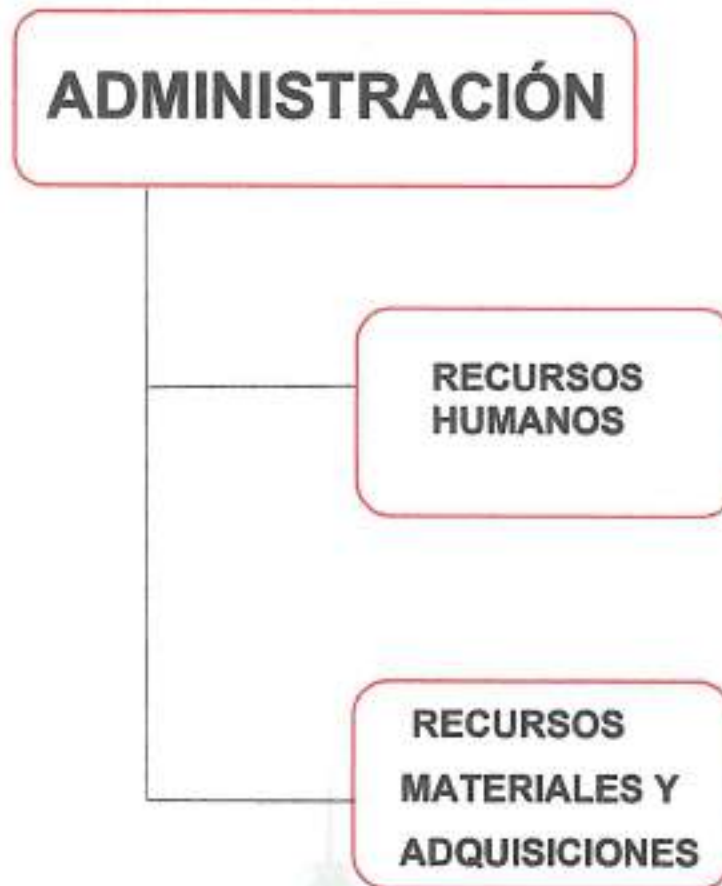 ADMINISTRACIÓN
RECURSOS
HUMANOS
RECURSOS
MATERIALES Y
ADQUISICIONES